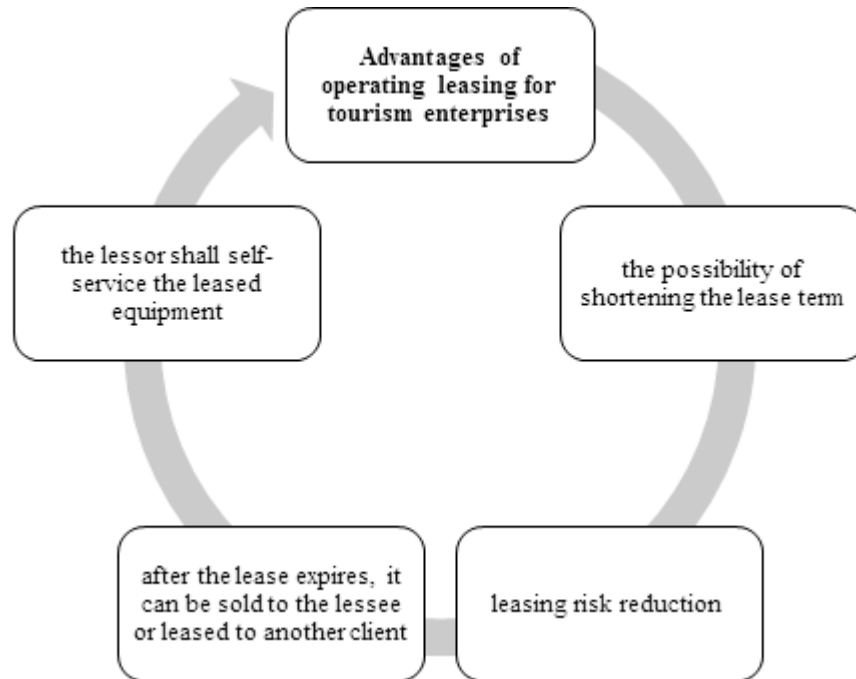 Advantages of
operating leasing for
tourism enterprises
the possibility of
shortening the lease term
leasing risk reduction
after the lease expires, it
can be sold to the lessee
or leased to another client
the lessor shall self-
service the leased
equipment